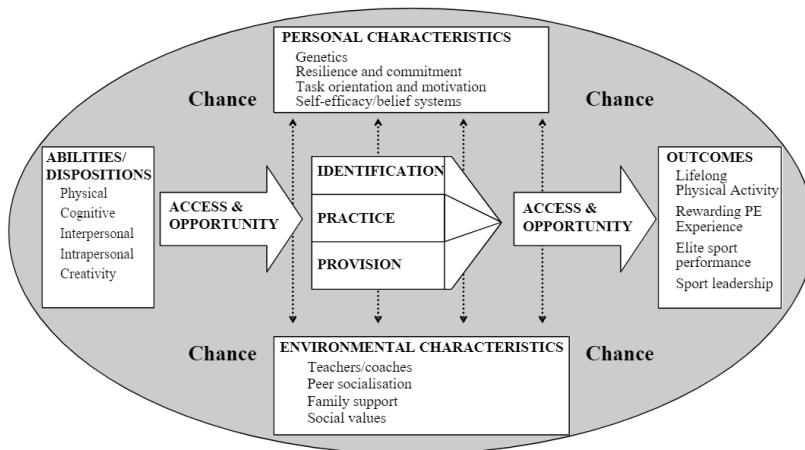 PERSONAL CHARACTERISTICS
Genetics
Resilience and commitment
Task orientation and motivation
Self-efficacy/belief systems
Chance
Chance
ABILITIES/
DISPOSITIONS
Physical
Cognitive
Interpersonal
Intrapersonal
Creativity
ACCESS &
OPPORTUNITY
IDENTIFICATION
PRACTICE
PROVISION
ACCESS &
OPPORTUNITY
OUTCOMES
Lifelong
Physical Activity
Rewarding PE
Experience
Elite sport
performance
Sport leadership
Chance
Chance
ENVIRONMENTAL CHARACTERISTICS
Teachers/coaches
Peer socialisation
Family support
Social values